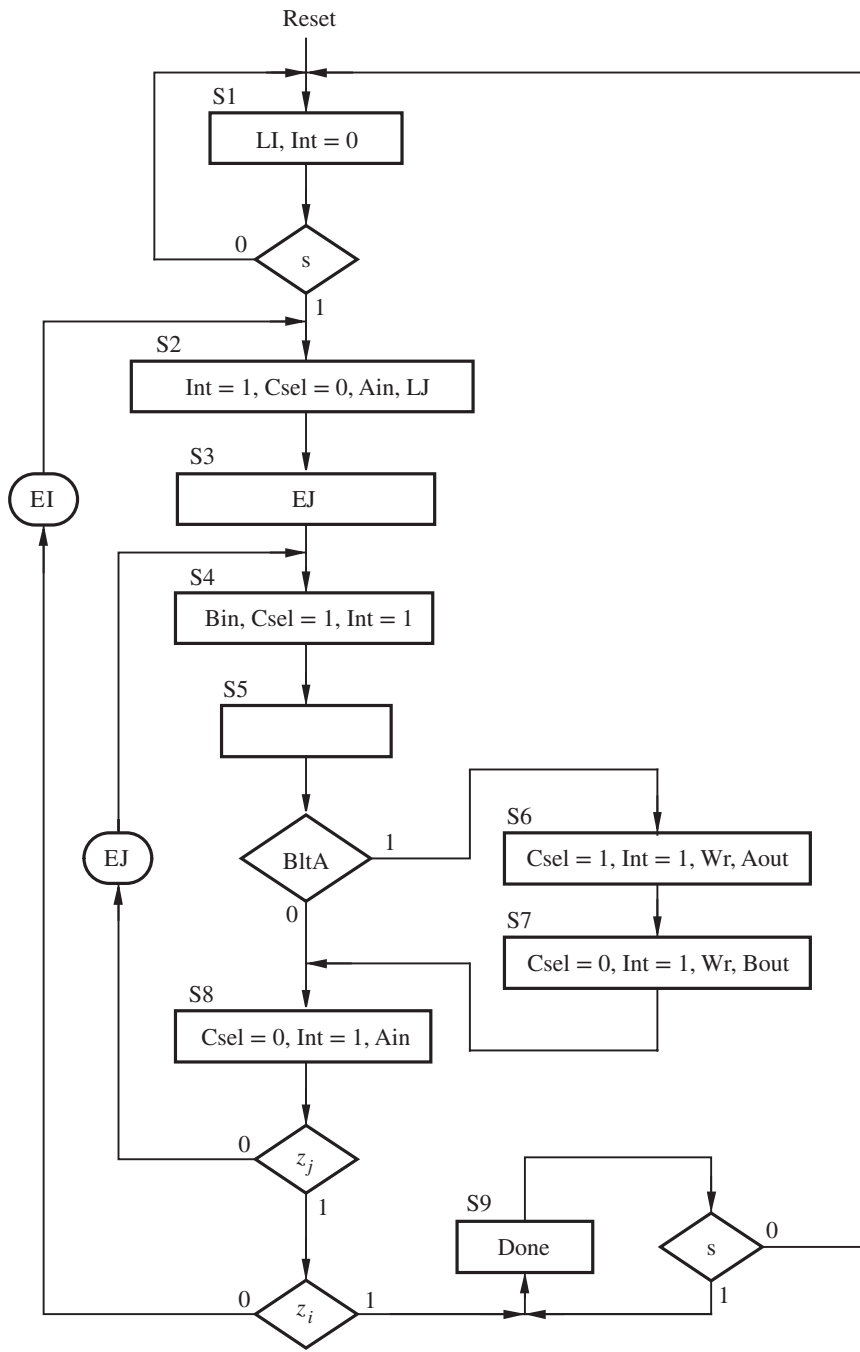 Reset
S1
LI, Int = 0
0
s
1
S2
Int = 1, Csel = 0, Ain, LJ
S3
EI
EJ
S4
Bin, Csel = 1, Int = 1
S5
EJ
BltA
1
0
S6
Csel = 1, Int = 1, Wr, Aout
S7
Csel = 0, Int = 1, Wr, Bout
S8
Csel = 0, Int = 1, Ain
0
z_j
1
S9
Done
s
0
1
0
z_i
1